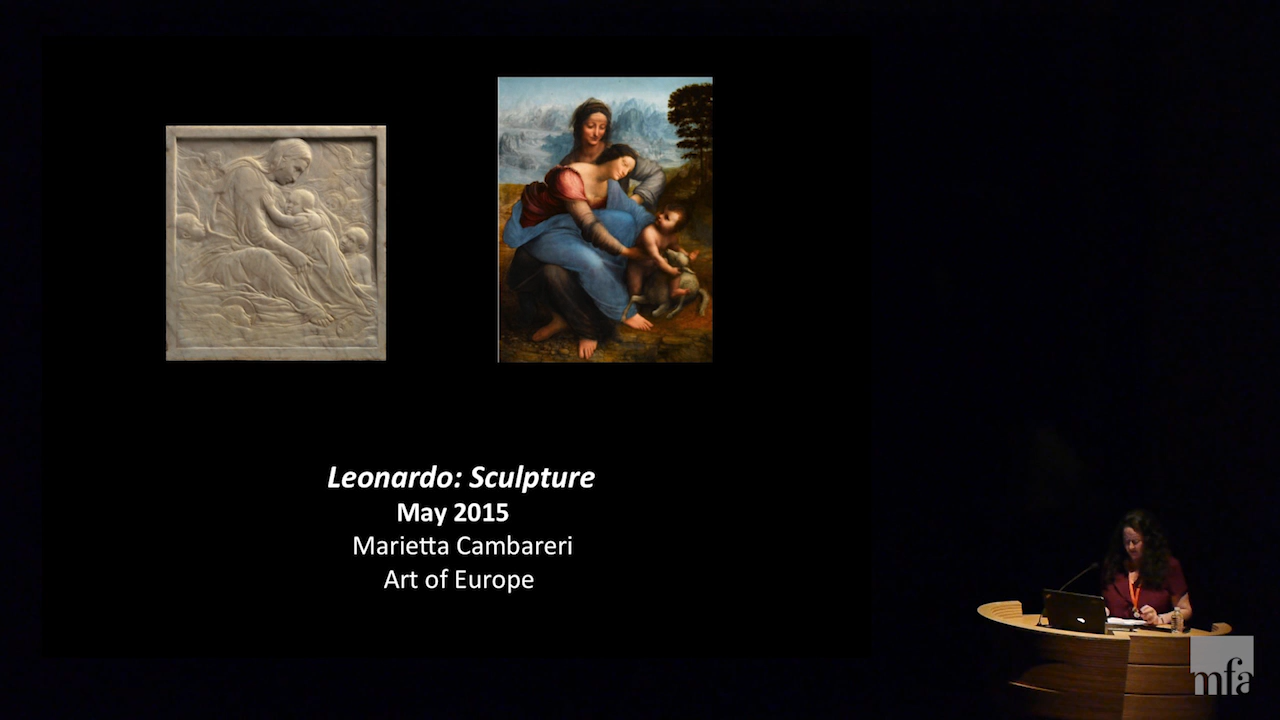 Leonardo: Sculpture
May 2015
Marietta Cambareri
Art of Europe
mfa